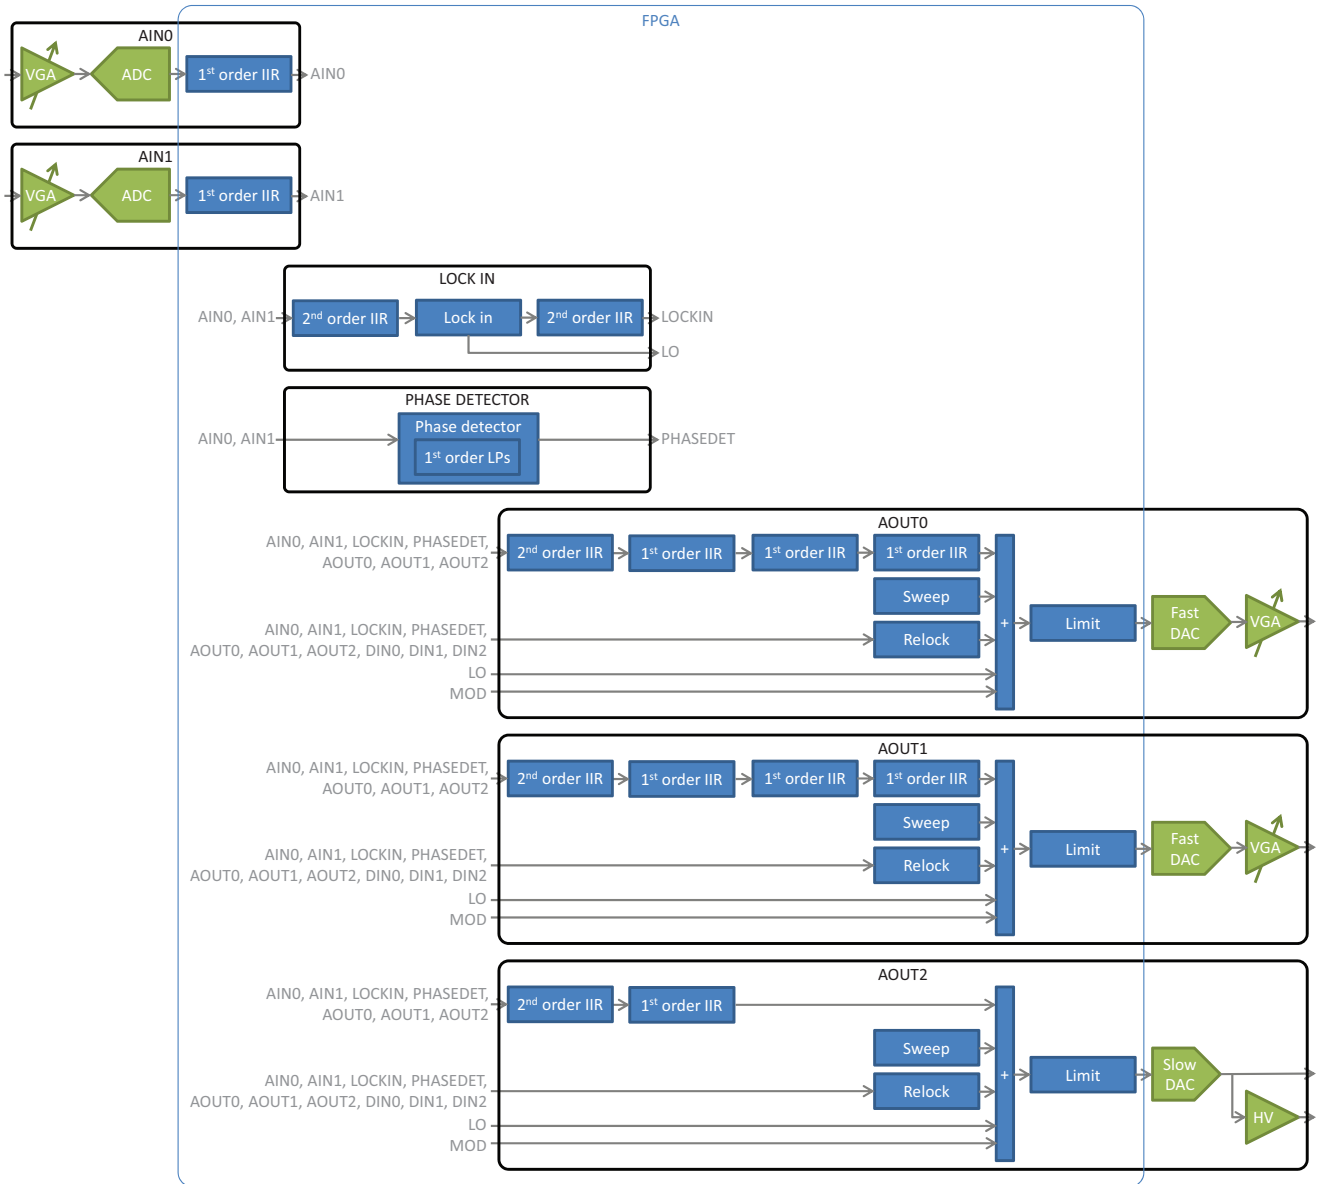 FPGA
AIN0
VGA
ADC
1st order IIR
AIN0
AIN1
VGA
ADC
1st order IIR
AIN1
LOCK IN
AIN0, AIN1
2nd order IIR
Lock in
2nd order IIR
LOCKIN
LO
PHASE DETECTOR
AIN0, AIN1
Phase detector
1st order LPs
PHASEDET
AOUT0
AIN0, AIN1, LOCKIN, PHASEDET,
AOUT0, AOUT1, AOUT2
2nd order IIR
1st order IIR
1st order IIR
1st order IIR
Sweep
AIN0, AIN1, LOCKIN, PHASEDET,
AOUT0, AOUT1, AOUT2, DIN0, DIN1, DIN2
Relock
LO
MOD
+
Limit
Fast
DAC
VGA
AOUT1
AIN0, AIN1, LOCKIN, PHASEDET,
AOUT0, AOUT1, AOUT2
2nd order IIR
1st order IIR
1st order IIR
1st order IIR
Sweep
AIN0, AIN1, LOCKIN, PHASEDET,
AOUT0, AOUT1, AOUT2, DIN0, DIN1, DIN2
Relock
LO
MOD
+
Limit
Fast
DAC
VGA
AOUT2
AIN0, AIN1, LOCKIN, PHASEDET,
AOUT0, AOUT1, AOUT2
2nd order IIR
1st order IIR
Sweep
AIN0, AIN1, LOCKIN, PHASEDET,
AOUT0, AOUT1, AOUT2, DIN0, DIN1, DIN2
Relock
LO
MOD
+
Limit
Slow
DAC
HV